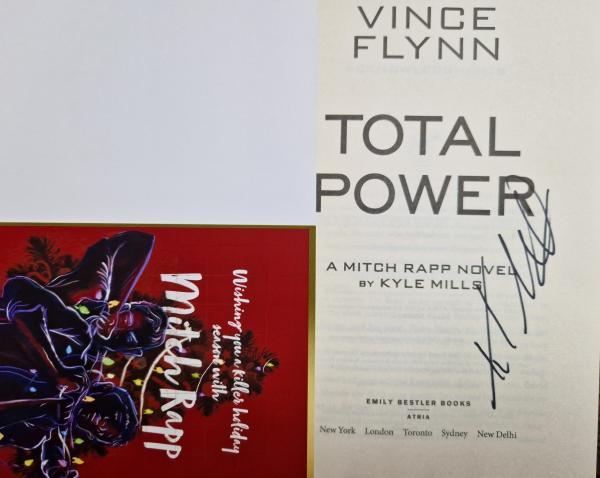 VINCE
FLYNN
TOTAL
POWER
A MITCH RAPP NOVEL
BY KYLE MILLS
EMILY BESTLER BOOKS
ATRIA
New York London Toronto Sydney New Delhi
Wishing you a killer holiday
season with
Mitch Rapp